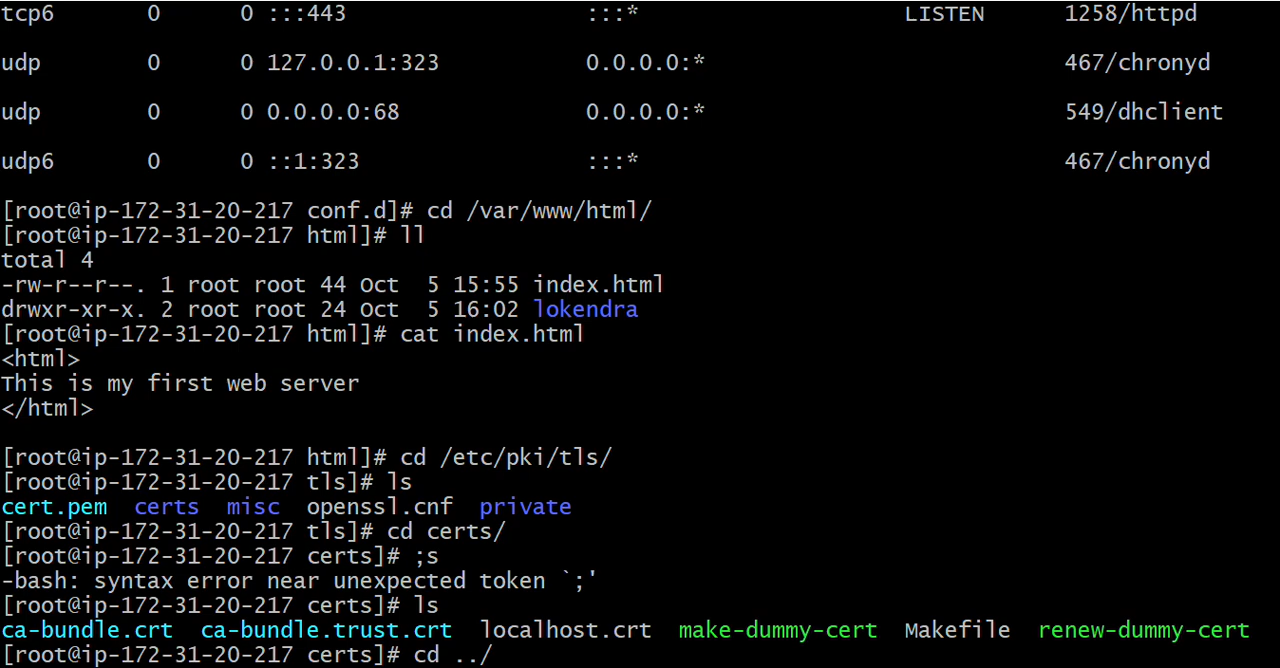 tcp6       0      0 :::443                  :::*                    LISTEN      1258/httpd
udp        0      0 127.0.0.1:323           0.0.0.0:*                           467/chronyd
udp        0      0 0.0.0.0:68              0.0.0.0:*                           549/dhclient
udp6       0      0 ::1:323                 :::*                                467/chronyd
[root@ip-172-31-20-217 conf.d]# cd /var/www/html/
[root@ip-172-31-20-217 html]# ll
total 4
-rw-r--r--. 1 root root 44 Oct  5 15:55 index.html
drwxr-xr-x. 2 root root 24 Oct  5 16:02 lokendra
[root@ip-172-31-20-217 html]# cat index.html
<html>
This is my first web server
</html>
[root@ip-172-31-20-217 html]# cd /etc/pki/tls/
[root@ip-172-31-20-217 tls]# ls
cert.pem  certs  misc  openssl.cnf  private
[root@ip-172-31-20-217 tls]# cd certs/
[root@ip-172-31-20-217 certs]# ;s
-bash: syntax error near unexpected token `;'
[root@ip-172-31-20-217 certs]# ls
ca-bundle.crt  ca-bundle.trust.crt  localhost.crt  make-dummy-cert  Makefile  renew-dummy-cert
[root@ip-172-31-20-217 certs]# cd ../